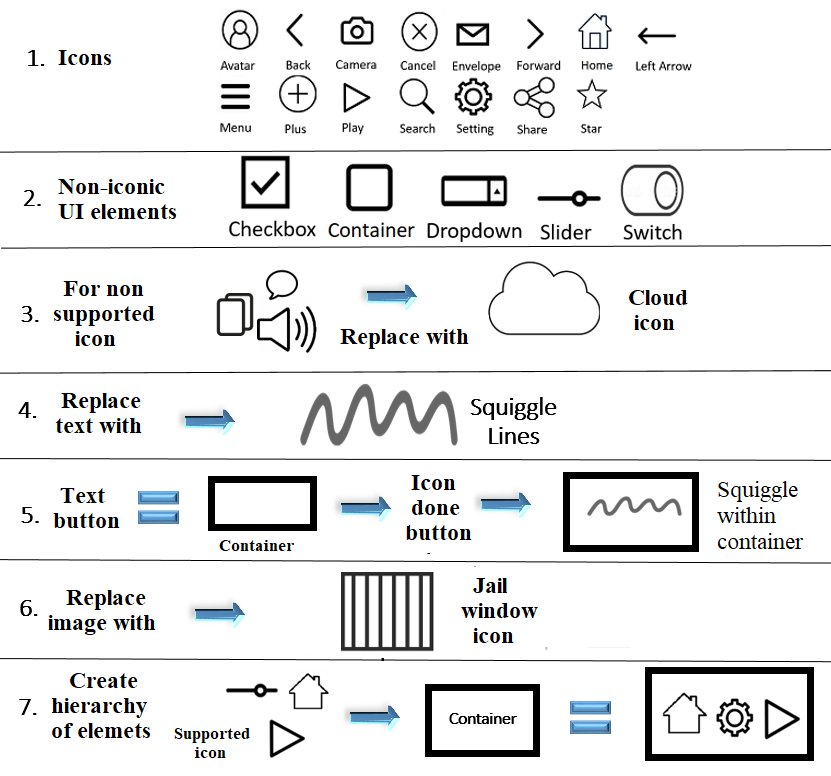 1. Icons
Avatar Back Camera Cancel Envelope Forward Home Left Arrow
Menu Plus Play Search Setting Share Star
2. Non-iconic
UI elements
Checkbox Container Dropdown Slider Switch
3. For non
supported
icon
Replace with
Cloud
icon
4. Replace
text with
Squiggle
Lines
5. Text
button
Container
Icon
done
button
Squiggle
within
container
6. Replace
image with
Jail
window
icon
7. Create
hierarchy
of elemets
Supported
icon
Container